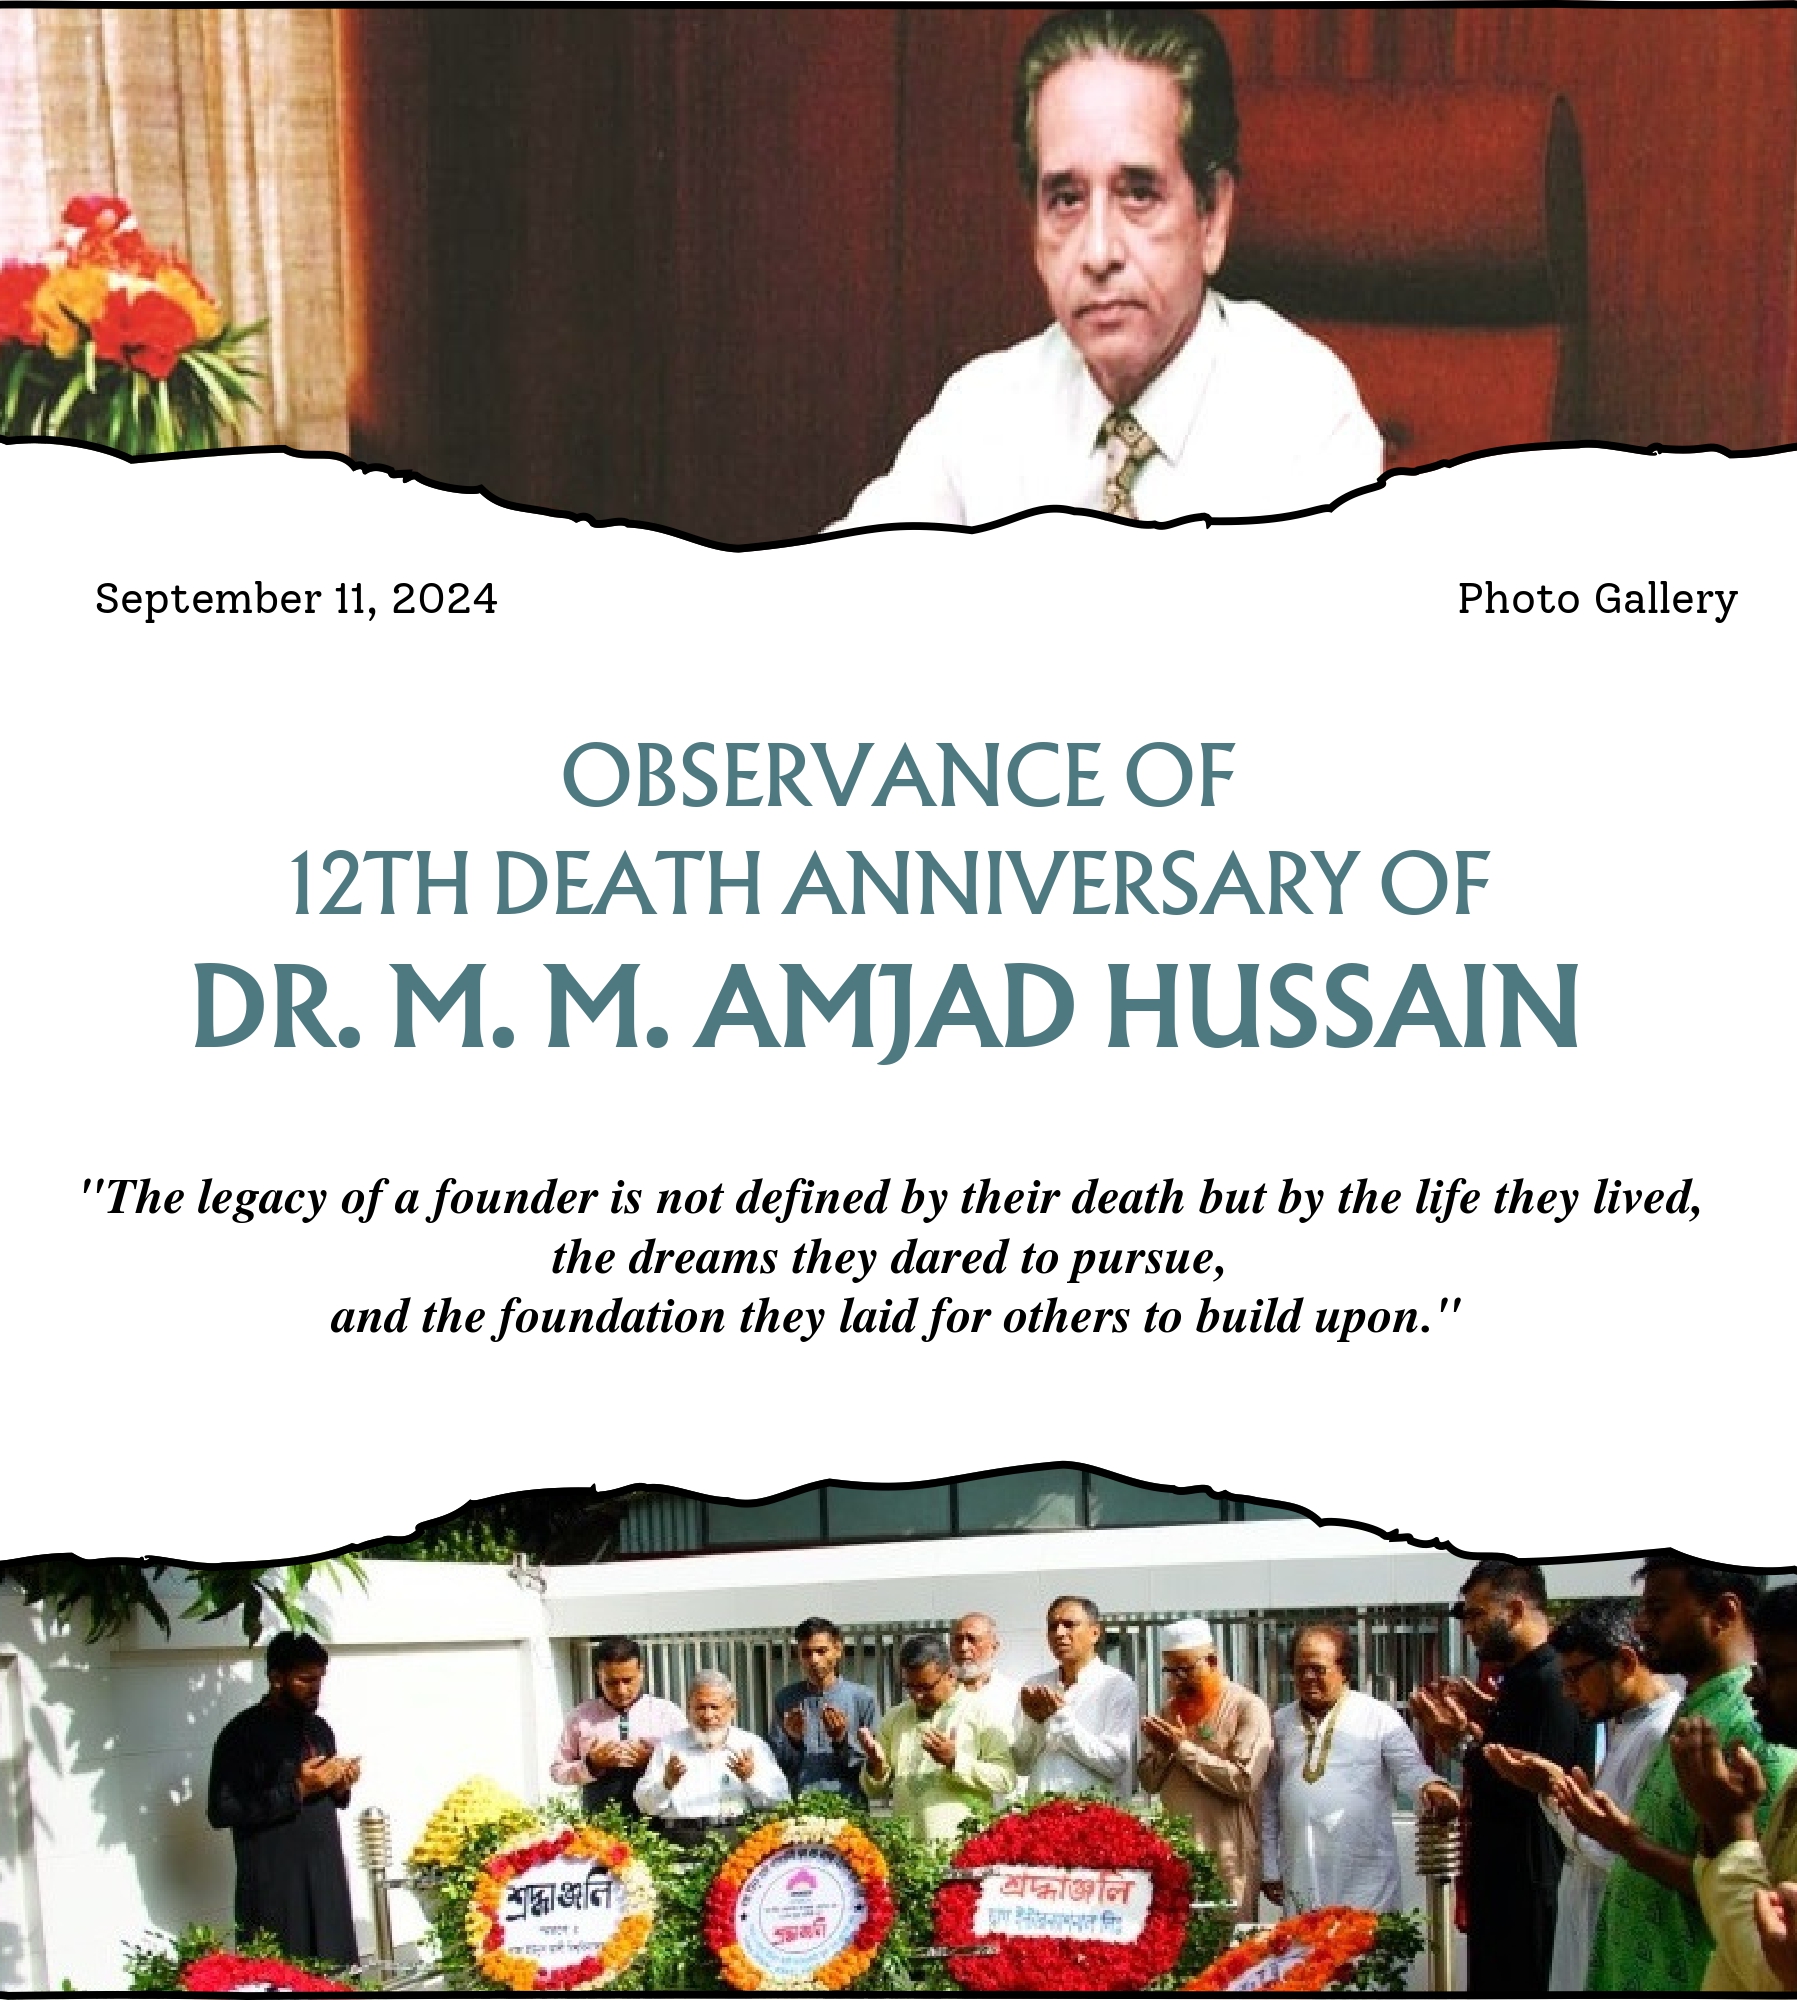 September 11, 2024
Photo Gallery
OBSERVANCE OF
12TH DEATH ANNIVERSARY OF
DR. M. M. AMJAD HUSSAIN
"The legacy of a founder is not defined by their death but by the life they lived,
the dreams they dared to pursue,
and the foundation they laid for others to build upon."
শ্রদ্ধাঞ্জলি
শ্রদ্ধাঞ্জলি
শ্রদ্ধাঞ্জলি